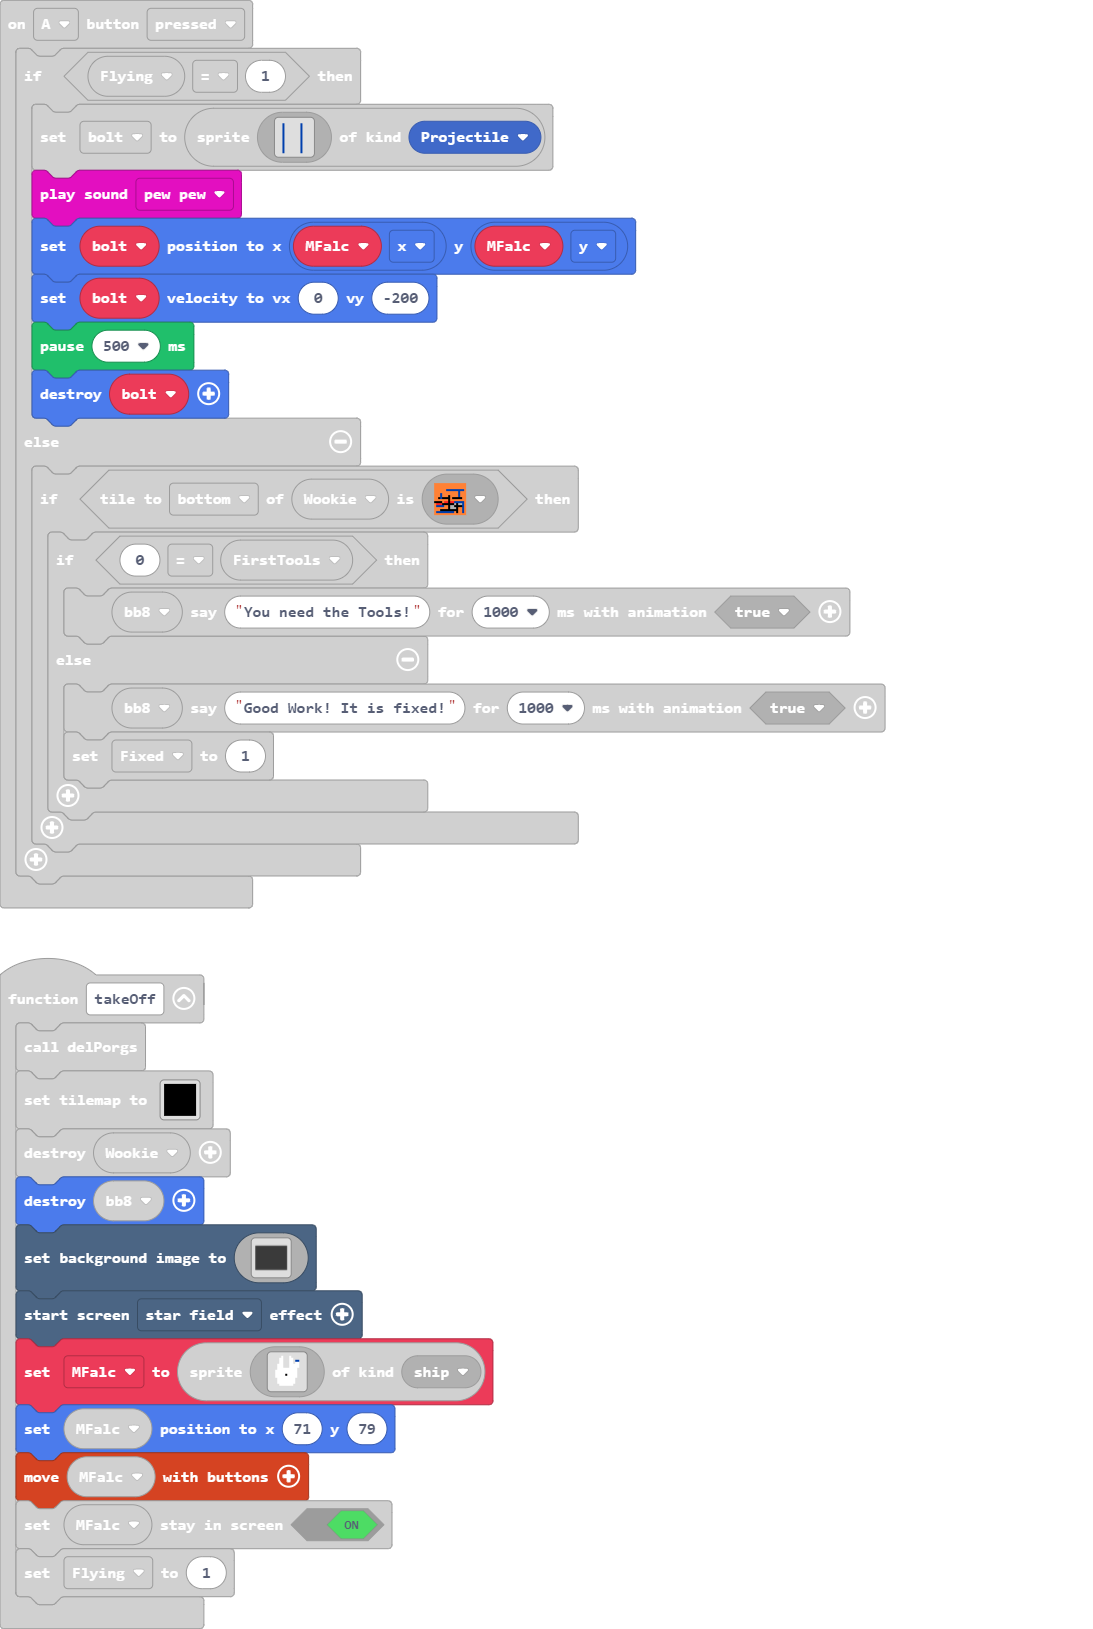 on A button pressed
if Flying = 1 then
set bolt to sprite of kind Projectile
play sound pew pew
set bolt position to x MFalc x y MFalc y
set bolt velocity to vx 0 vy -200
pause 500 ms
destroy bolt
else
if tile to bottom of Wookie is then
if 0 = FirstTools then
bb8 say "You need the Tools!" for 1000 ms with animation true
else
bb8 say "Good Work! It is fixed!" for 1000 ms with animation true
set Fixed to 1
function takeOff
call delPorgs
set tilemap to
destroy Wookie
destroy bb8
set background image to
start screen star field effect
set MFalc to sprite of kind ship
set MFalc position to x 71 y 79
move MFalc with buttons
set MFalc stay in screen ON
set Flying to 1